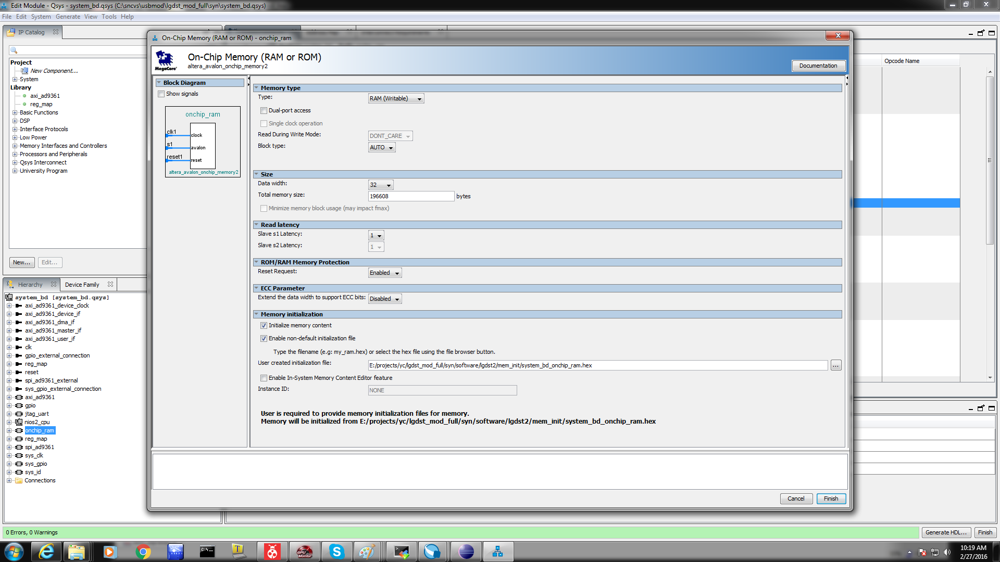 Edit Module - Qsys - system_bd.qsys (C:\sncvs\usbmod\lgdst_mod_full\syn\system_bd.qsys)
File Edit System Generate View Tools Help
IP Catalog
Project
New Component...
System
Library
axi_ad9361
reg_map
Basic Functions
DSP
Interface Protocols
Low Power
Memory Interfaces and Controllers
Processors and Peripherals
Qsys Interconnect
University Program
New... Edit...
Hierarchy Device Family
system_bd [system_bd.qsys]
axi_ad9361_device_clock
axi_ad9361_device_if
axi_ad9361_dma_if
axi_ad9361_master_if
axi_ad9361_user_if
clk
gpio_external_connection
reg_map
reset
spi_ad9361_external
sys_gpio_external_connection
axi_ad9361
gpio
jtag_uart
nios2_cpu
onchip_ram
reg_map
spi_ad9361
sys_clk
sys_gpio
sys_id
Connections
On-Chip Memory (RAM or ROM) - onchip_ram
MegaCore
On-Chip Memory (RAM or ROM)
altera_avalon_onchip_memory2
Documentation
Block Diagram
Show signals
onchip_ram
clk1
clock
s1
avalon
reset1
reset
altera_avalon_onchip_memory2
Memory type
Type: RAM (Writable)
Dual-port access
Single clock operation
Read During Write Mode: DONT_CARE
Block type: AUTO
Size
Data width: 32
Total memory size: 196608 bytes
Minimize memory block usage (may impact fmax)
Read latency
Slave s1 Latency: 1
Slave s2 Latency: 1
ROM/RAM Memory Protection
Reset Request: Enabled
ECC Parameter
Extend the data width to support ECC bits: Disabled
Memory initialization
Initialize memory content
Enable non-default initialization file
Type the filename (e.g: my_ram.hex) or select the hex file using the file browser button.
User created initialization file: E:/projects/yc/lgdst_mod_full/syn/software/lgdst2/mem_init/system_bd_onchip_ram.hex ...
Enable In-System Memory Content Editor feature
Instance ID: NONE
User is required to provide memory initialization files for memory.
Memory will be initialized from E:/projects/yc/lgdst_mod_full/syn/software/lgdst2/mem_init/system_bd_onchip_ram.hex
Cancel Finish
Opcode Name
0 Errors, 0 Warnings
Generate HDL... Finish
10:19 AM
2/27/2016